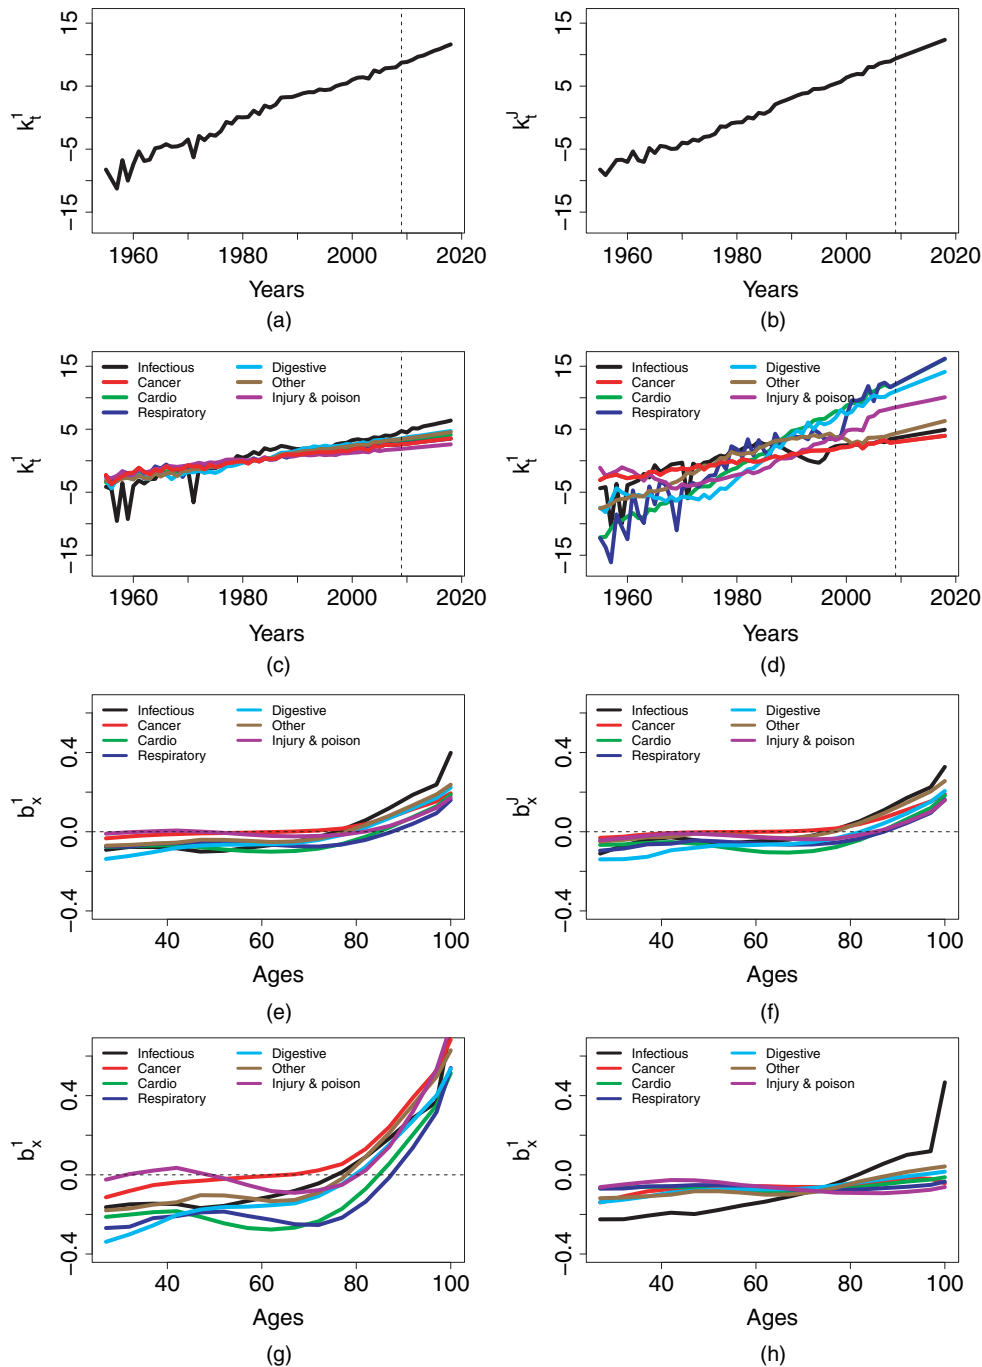 15
5
−5
−15
k_t^1
1960 1980 2000 2020
Years
(a)
15
5
−5
−15
k_t^J
1960 1980 2000 2020
Years
(b)
15
5
−5
−15
k_t^1
Infectious Digestive
Cancer Other
Cardio Injury & poison
Respiratory
1960 1980 2000 2020
Years
(c)
15
5
−5
−15
k_t^1
Infectious Digestive
Cancer Other
Cardio Injury & poison
Respiratory
1960 1980 2000 2020
Years
(d)
0.4
0.0
−0.4
b_x^1
Infectious Digestive
Cancer Other
Cardio Injury & poison
Respiratory
40 60 80 100
Ages
(e)
0.4
0.0
−0.4
b_x^J
Infectious Digestive
Cancer Other
Cardio Injury & poison
Respiratory
40 60 80 100
Ages
(f)
0.4
0.0
−0.4
b_x^1
Infectious Digestive
Cancer Other
Cardio Injury & poison
Respiratory
40 60 80 100
Ages
(g)
0.4
0.0
−0.4
b_x^1
Infectious Digestive
Cancer Other
Cardio Injury & poison
Respiratory
40 60 80 100
Ages
(h)